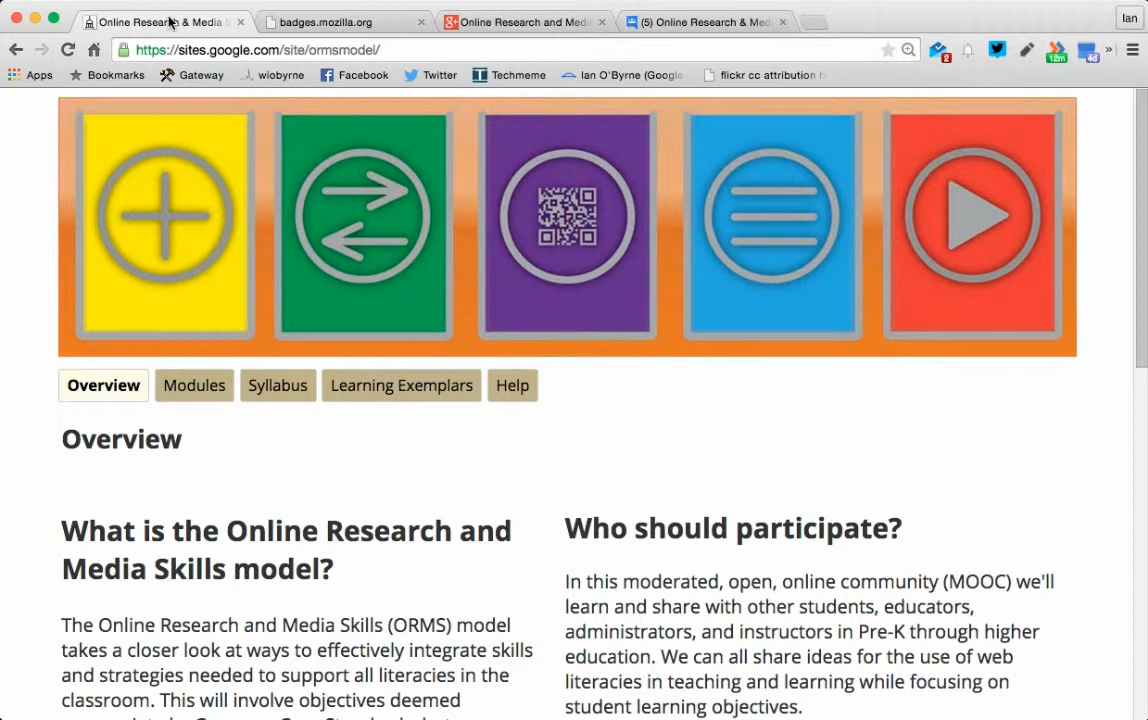 Online Research & Media S
badges.mozilla.org
Online Research and Med
(5) Online Research & Med
Ian
https://sites.google.com/site/ormsmodel/
2
12m
4d
Apps
Bookmarks
Gateway
wiobyrne
Facebook
Twitter
Techmeme
Ian O'Byrne (Google
flickr cc attribution
Overview
Modules
Syllabus
Learning Exemplars
Help
Overview
What is the Online Research and
Media Skills model?
The Online Research and Media Skills (ORMS) model
takes a closer look at ways to effectively integrate skills
and strategies needed to support all literacies in the
classroom. This will involve objectives deemed
Who should participate?
In this moderated, open, online community (MOOC) we'll
learn and share with other students, educators,
administrators, and instructors in Pre-K through higher
education. We can all share ideas for the use of web
literacies in teaching and learning while focusing on
student learning objectives.